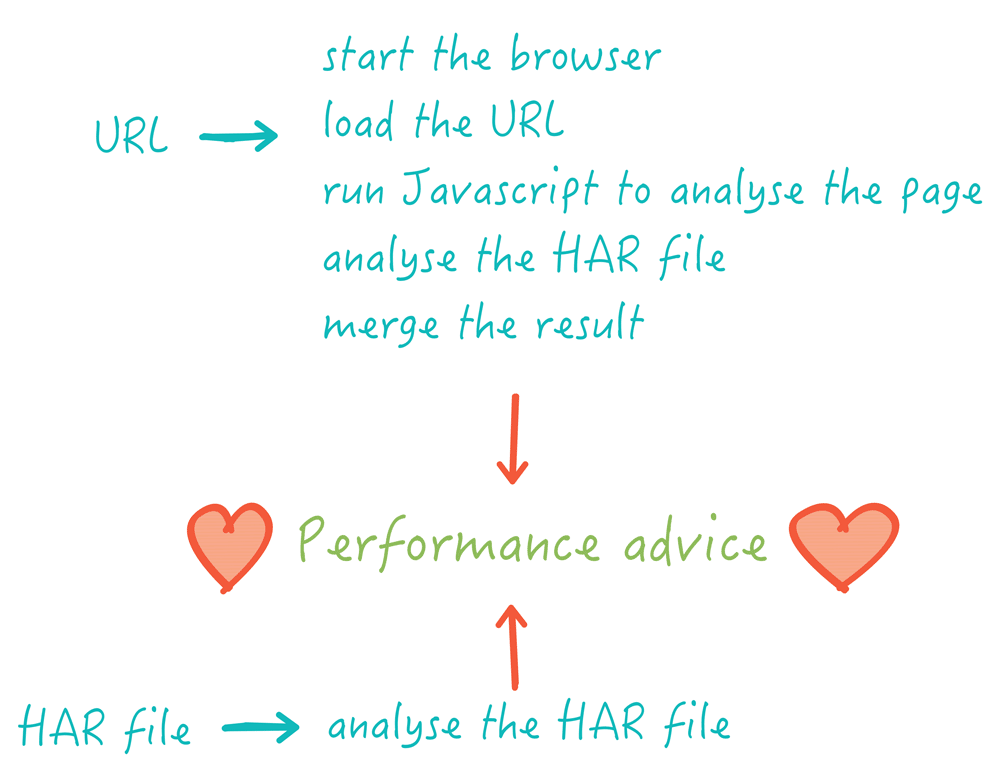 start the browser
load the URL
URL
run Javascript to analyse the page
analyse the HAR file
merge the result
Performance advice
HAR file
analyse the HAR file